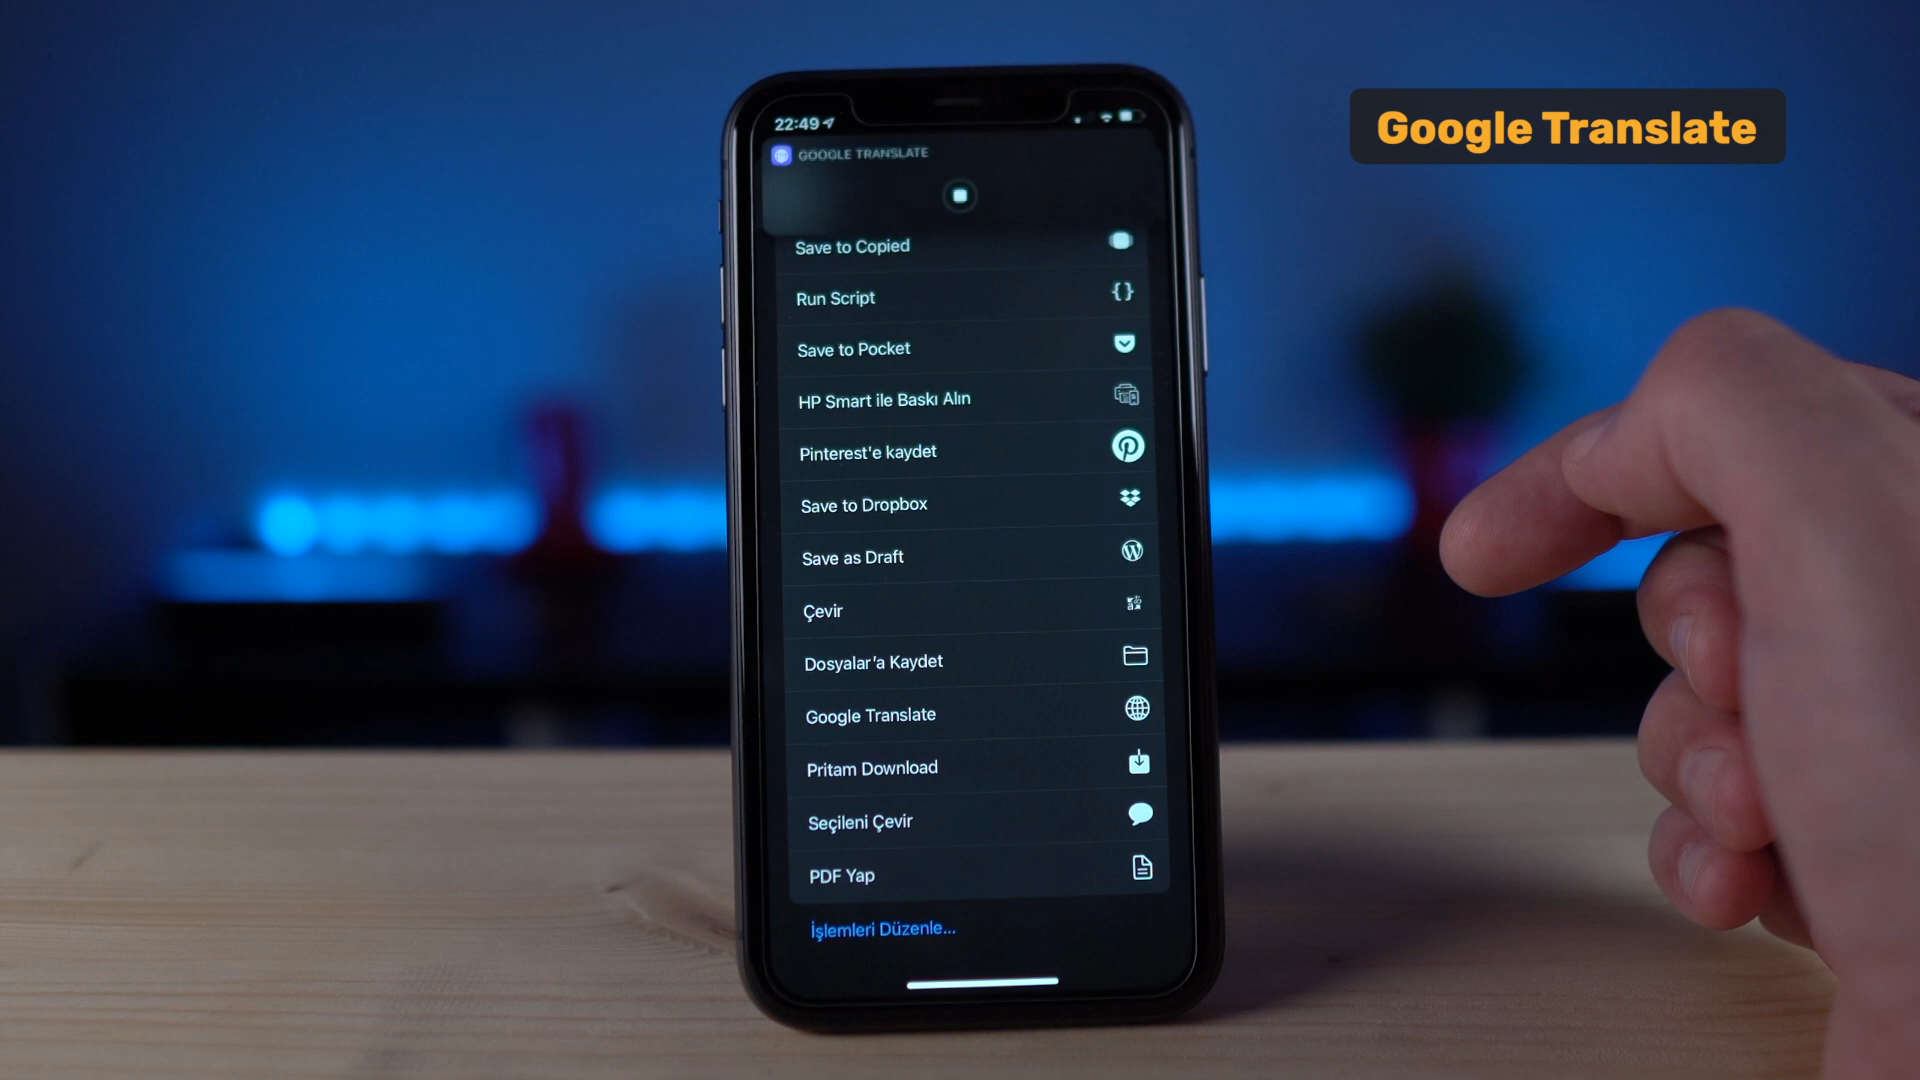 Google Translate
22:49
GOOGLE TRANSLATE
Save to Copied
Run Script
Save to Pocket
HP Smart ile Baskı Alın
Pinterest'e kaydet
Save to Dropbox
Save as Draft
Çevir
Dosyalar’a Kaydet
Google Translate
Pritam Download
Seçileni Çevir
PDF Yap
İşlemleri Düzenle...